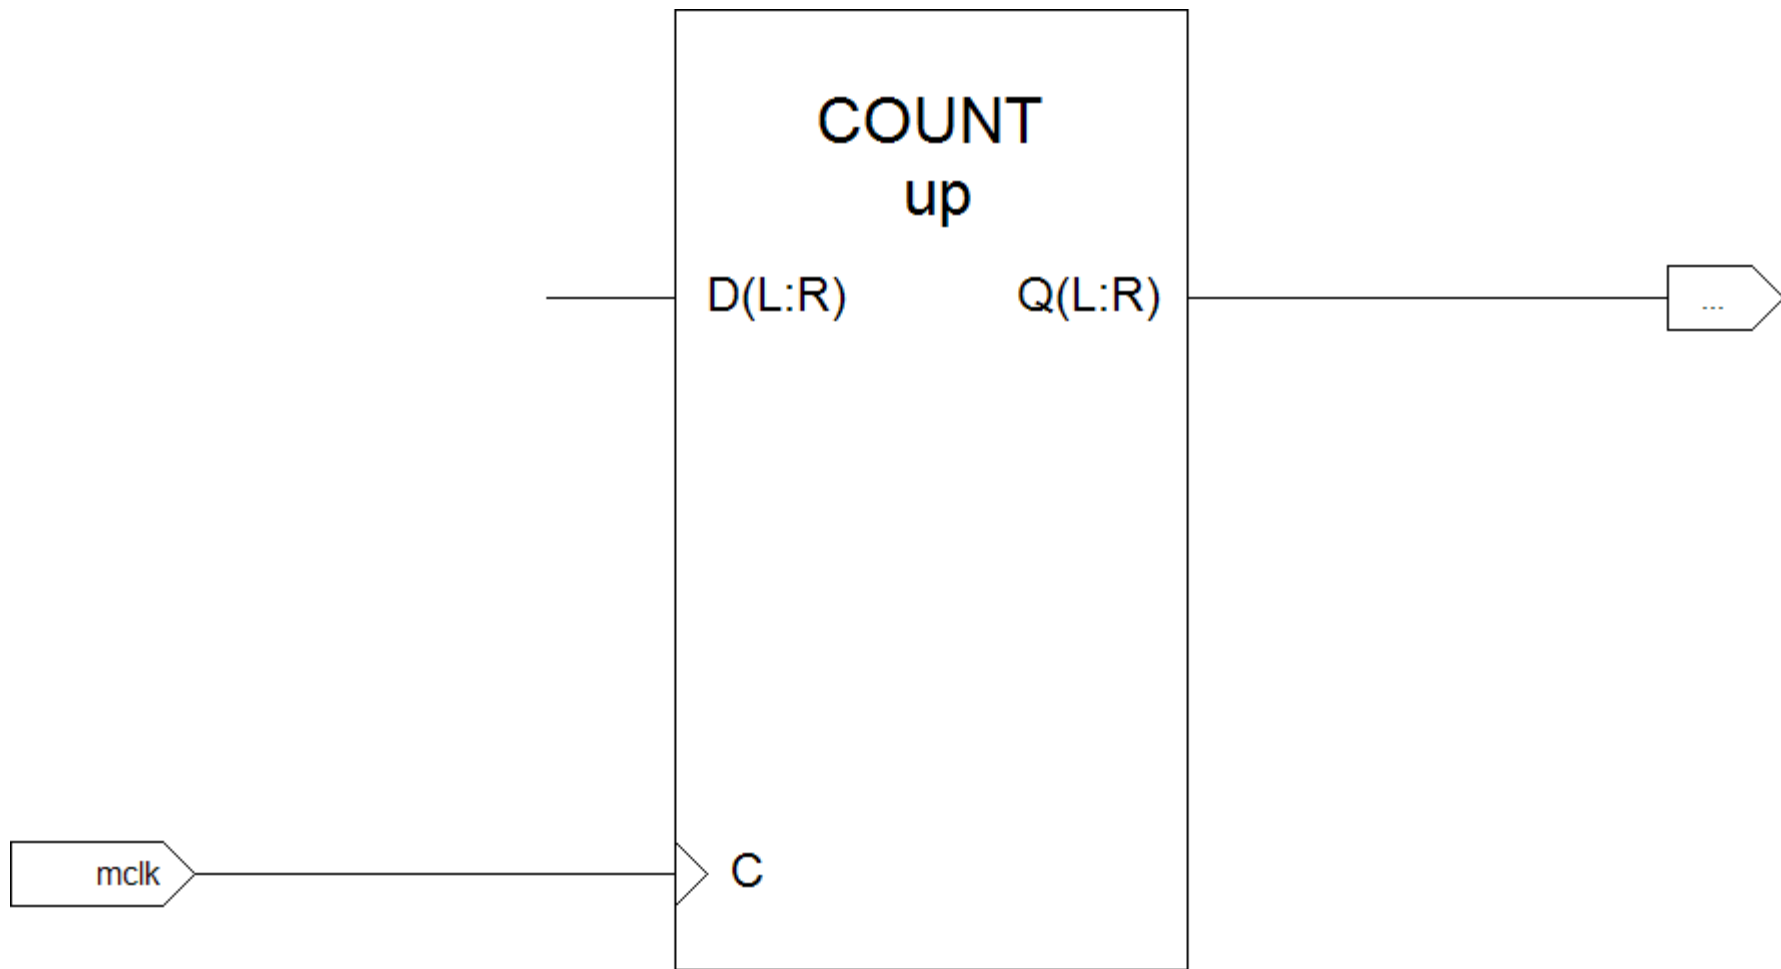 COUNT
up
D(L:R) Q(L:R)
...
mclk
C